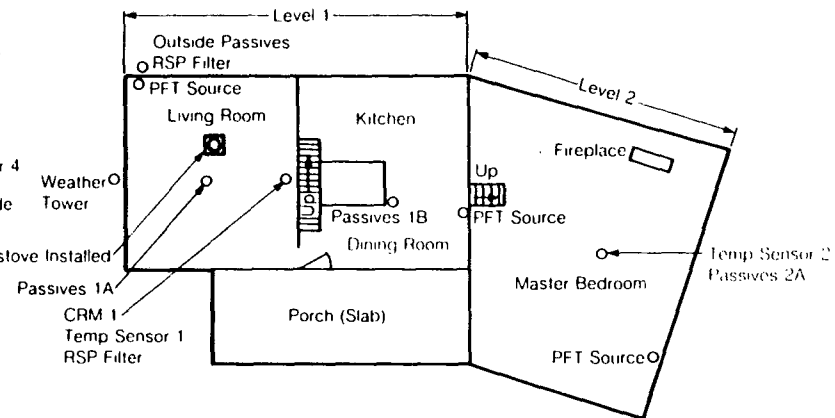 Level 1
Outside Passives
RSP Filter
PFT Source
Living Room
Kitchen
Level 2
Fireplace
r 4
Weather
Tower
de
Up
Up
Passives 1B
PFT Source
Dining Room
stove Installed
Temp Sensor 2
Passives 2A
Master Bedroom
Passives 1A
CRM 1
Temp Sensor 1
RSP Filter
Porch (Slab)
PFT Source